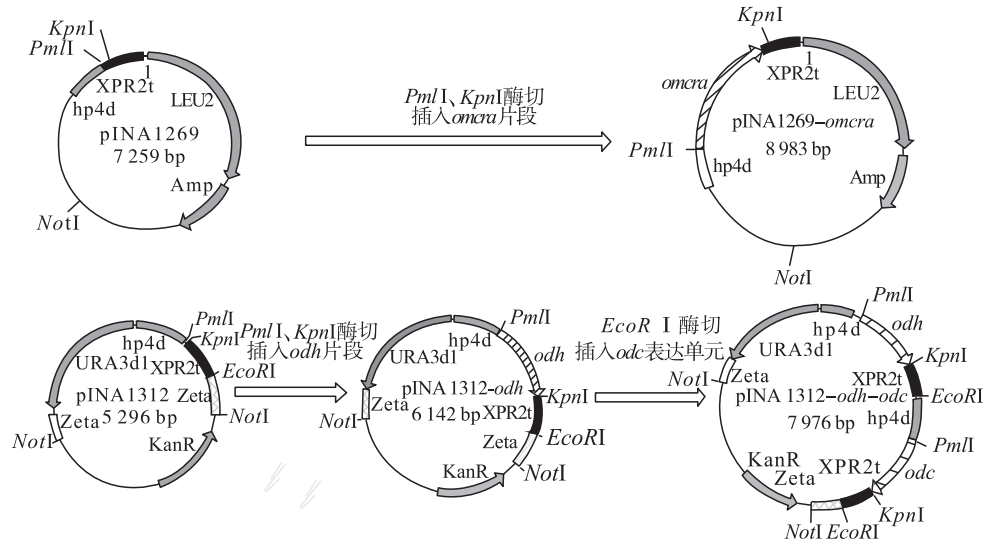 KpnI
PmlI
XPR2t
1
LEU2
hp4d
pINA1269
7 259 bp
Amp
NotI
PmlⅠ、KpnⅠ酶切
插入omcra片段
KpnI
omcra
XPR2t
1
LEU2
pINA1269-omcra
8 983 bp
PmlI
hp4d
Amp
NotI
PmlI
KpnI
hp4d
URA3d1
XPR2t
EcoRI
pINA1312
Zeta
Zeta
5 296 bp
NotI
NotI
KanR
PmlⅠ、KpnⅠ酶切
插入odh片段
PmlI
hp4d
odh
URA3d1
pINA1312-odh
KpnI
Zeta
6 142 bp
XPR2t
NotI
Zeta
EcoRI
KanR
NotI
EcoR Ⅰ 酶切
插入odc表达单元
PmlI
hp4d
odh
URA3d1
KpnI
NotI
Zeta
XPR2t
pINA 1312-odh-odc
EcoRI
7 976 bp
hp4d
PmlI
KanR
XPR2t
Zeta
odc
KpnI
NotI
EcoRI